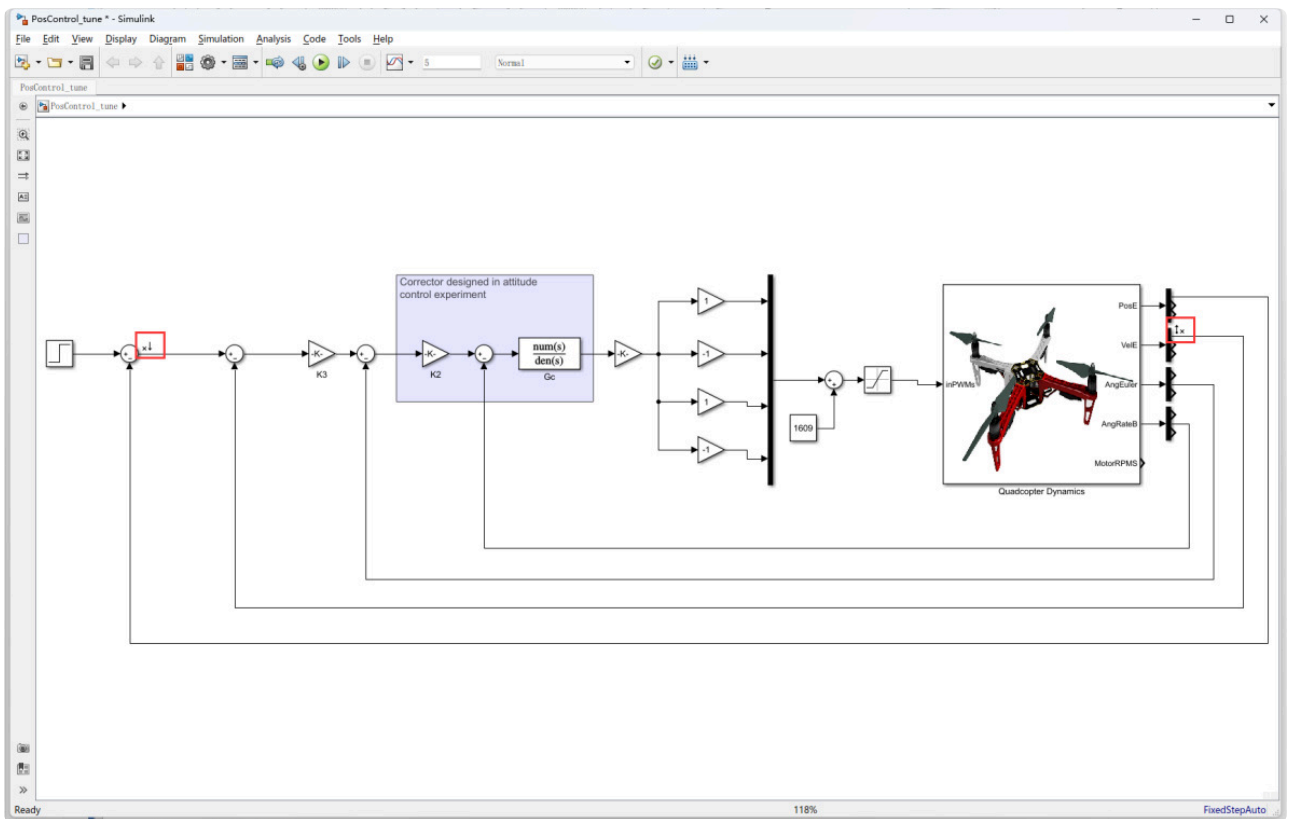 PosControl_tune * - Simulink
File Edit View Display Diagram Simulation Analysis Code Tools Help
5 Normal
PosControl_tune
PosControl_tune
Corrector designed in attitude
control experiment
-K-
K3
-K-
K2
num(s)
den(s)
Gc
-K-
1
-1
1
-1
1609
inPWMs
PosE
VelE
AngEuler
AngRateB
MotorRPMS
Quadcopter Dynamics
Ready 118% FixedStepAuto